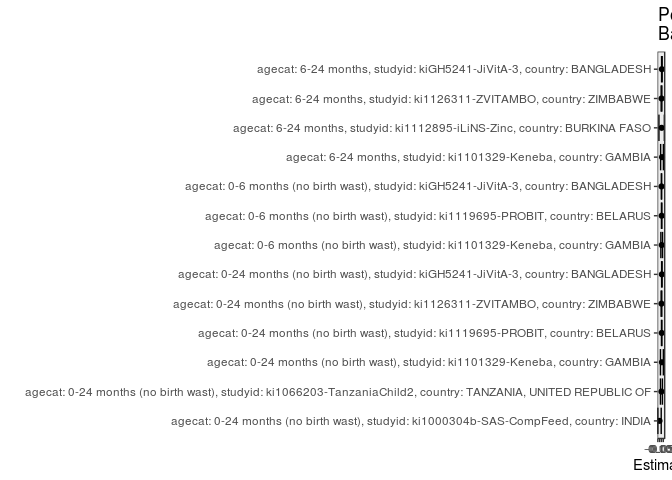 agecat: 6-24 months, studyid: kiGH5241-JiVitA-3, country: BANGLADESH
agecat: 6-24 months, studyid: ki1126311-ZVITAMBO, country: ZIMBABWE
agecat: 6-24 months, studyid: ki1112895-iLiNS-Zinc, country: BURKINA FASO
agecat: 6-24 months, studyid: ki1101329-Keneba, country: GAMBIA
agecat: 0-6 months (no birth wast), studyid: kiGH5241-JiVitA-3, country: BANGLADESH
agecat: 0-6 months (no birth wast), studyid: ki1119695-PROBIT, country: BELARUS
agecat: 0-6 months (no birth wast), studyid: ki1101329-Keneba, country: GAMBIA
agecat: 0-24 months (no birth wast), studyid: kiGH5241-JiVitA-3, country: BANGLADESH
agecat: 0-24 months (no birth wast), studyid: ki1126311-ZVITAMBO, country: ZIMBABWE
agecat: 0-24 months (no birth wast), studyid: ki1119695-PROBIT, country: BELARUS
agecat: 0-24 months (no birth wast), studyid: ki1101329-Keneba, country: GAMBIA
agecat: 0-24 months (no birth wast), studyid: ki1066203-TanzaniaChild2, country: TANZANIA, UNITED REPUBLIC OF
agecat: 0-24 months (no birth wast), studyid: ki1000304b-SAS-CompFeed, country: INDIA